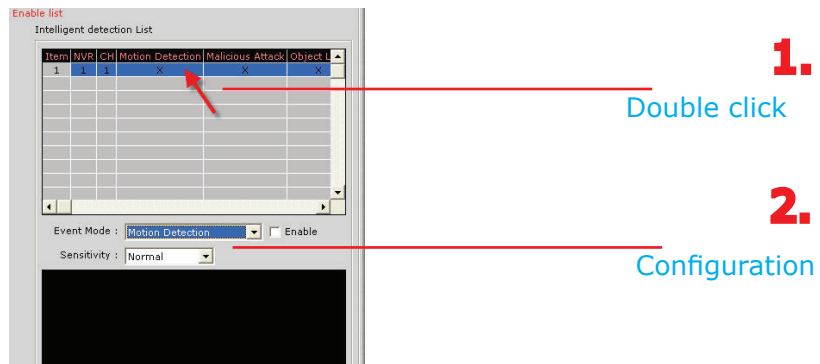 Enable list
Intelligent detection List
Item NVR CH Motion Detection Malicious Attack Object L
1 1 1 X X X
1.
Double click
Event Mode : Motion Detection Enable
2.
Sensitivity : Normal
Configuration